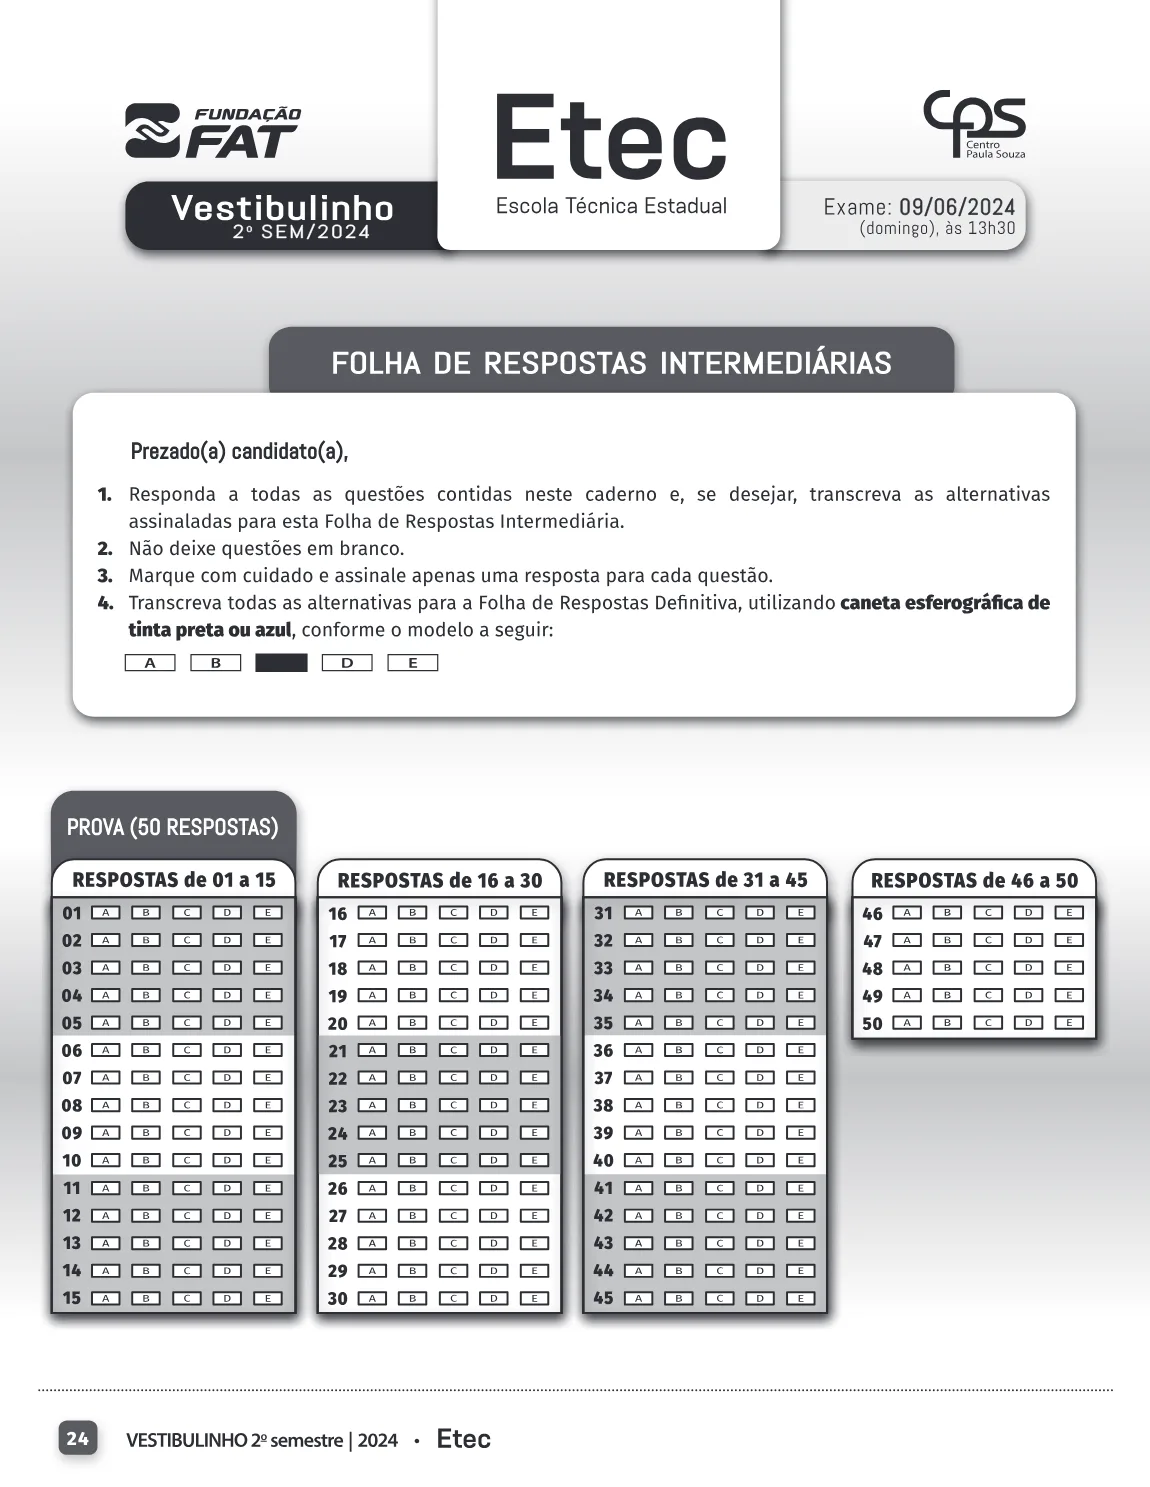 FUNDAÇÃO
FAT
Etec
Escola Técnica Estadual
CPS
Centro
Paula Souza
Vestibulinho
2º SEM/2024
Exame: 09/06/2024
(domingo), às 13h30
FOLHA DE RESPOSTAS INTERMEDIÁRIAS
Prezado(a) candidato(a),
1. Responda a todas as questões contidas neste caderno e, se desejar, transcreva as alternativas
assinaladas para esta Folha de Respostas Intermediária.
2. Não deixe questões em branco.
3. Marque com cuidado e assinale apenas uma resposta para cada questão.
4. Transcreva todas as alternativas para a Folha de Respostas Definitiva, utilizando caneta esferográfica de
tinta preta ou azul, conforme o modelo a seguir:
A B D E
PROVA (50 RESPOSTAS)
RESPOSTAS de 01 a 15
01 A B C D E
02 A B C D E
03 A B C D E
04 A B C D E
05 A B C D E
06 A B C D E
07 A B C D E
08 A B C D E
09 A B C D E
10 A B C D E
11 A B C D E
12 A B C D E
13 A B C D E
14 A B C D E
15 A B C D E
RESPOSTAS de 16 a 30
16 A B C D E
17 A B C D E
18 A B C D E
19 A B C D E
20 A B C D E
21 A B C D E
22 A B C D E
23 A B C D E
24 A B C D E
25 A B C D E
26 A B C D E
27 A B C D E
28 A B C D E
29 A B C D E
30 A B C D E
RESPOSTAS de 31 a 45
31 A B C D E
32 A B C D E
33 A B C D E
34 A B C D E
35 A B C D E
36 A B C D E
37 A B C D E
38 A B C D E
39 A B C D E
40 A B C D E
41 A B C D E
42 A B C D E
43 A B C D E
44 A B C D E
45 A B C D E
RESPOSTAS de 46 a 50
46 A B C D E
47 A B C D E
48 A B C D E
49 A B C D E
50 A B C D E
24 VESTIBULINHO 2º semestre | 2024 • Etec